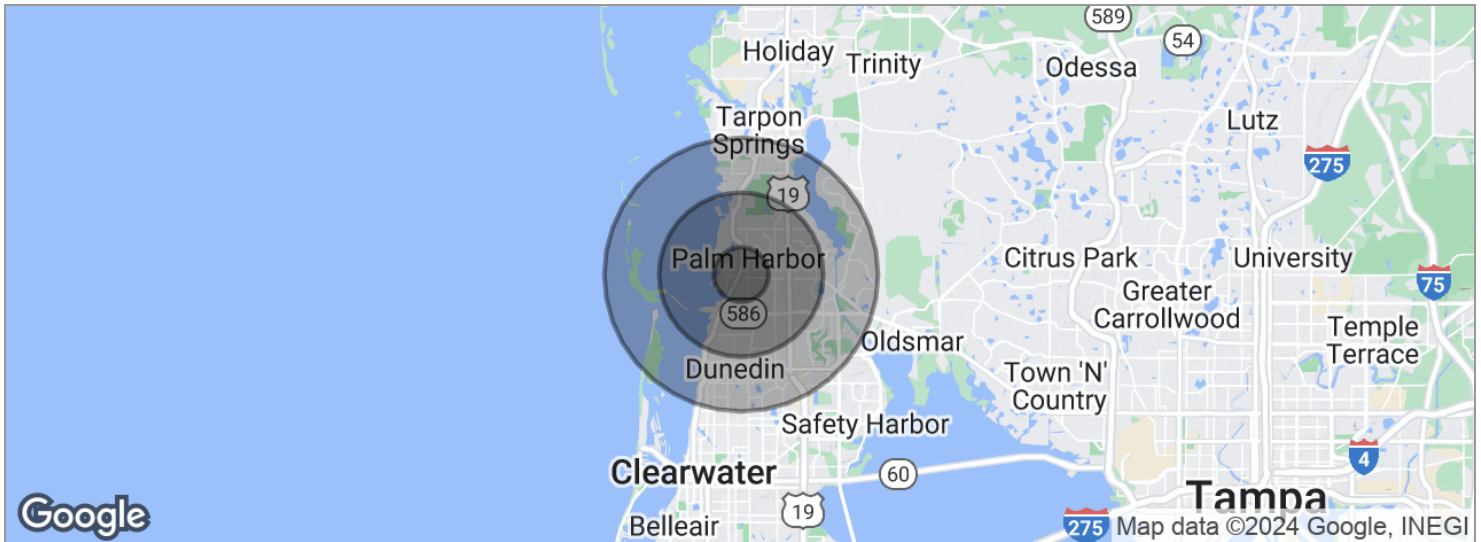 589
54
Holiday
Trinity
Odessa
Tarpon
Springs
Lutz
275
19
Palm Harbor
Citrus Park
University
75
Greater
Carrollwood
586
Temple
Terrace
Oldsmar
Dunedin
Town 'N'
Country
Safety Harbor
Clearwater
60
4
Tampa
19
Google
Belleair
275
Map data ©2024 Google, INEGI